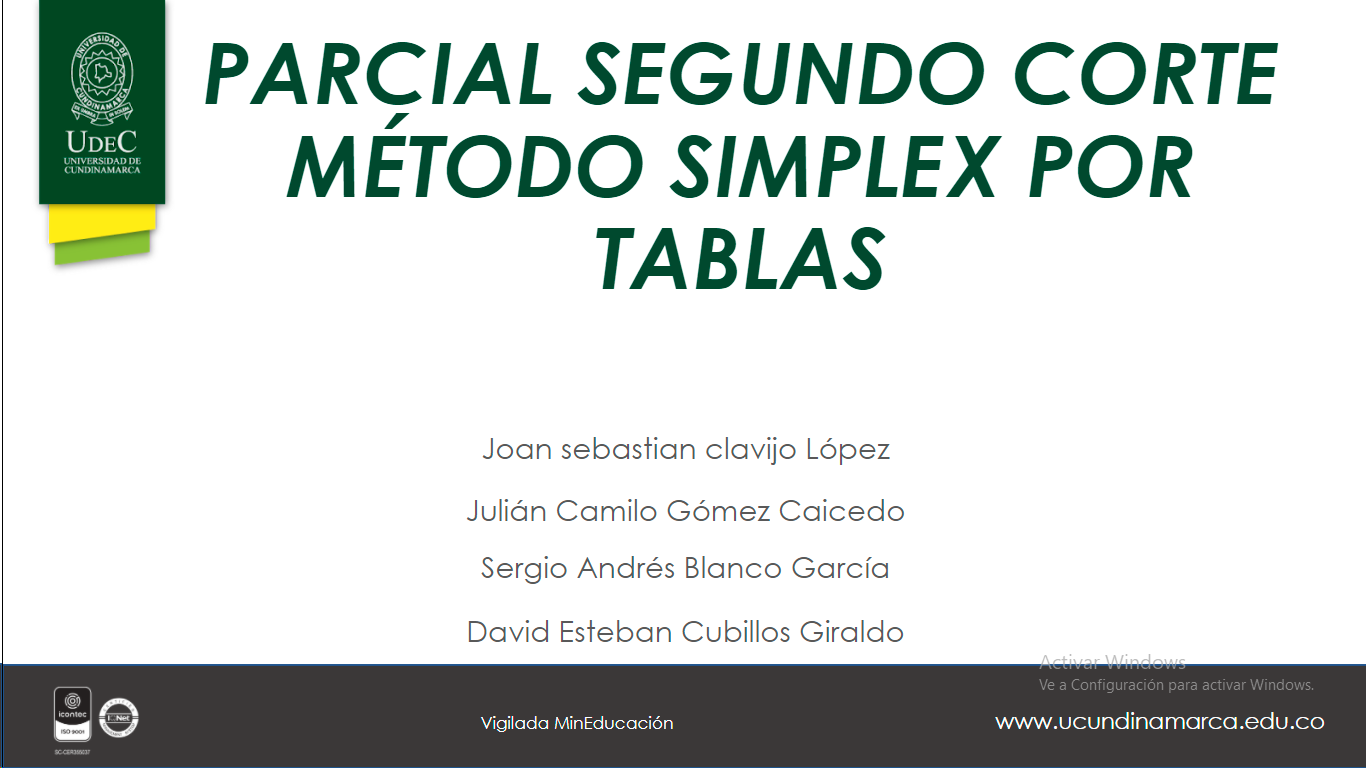 UNIVERSIDAD DE
CUNDINAMARCA
UDEC
UNIVERSIDAD DE
CUNDINAMARCA
PARCIAL SEGUNDO CORTE
MÉTODO SIMPLEX POR
TABLAS
Joan sebastian clavijo López
Julián Camilo Gómez Caicedo
Sergio Andrés Blanco García
David Esteban Cubillos Giraldo
Activar Windows
Ve a Configuración para activar Windows.
icontec
ISO 9001
SC-CER355037
IQNet
Vigilada MinEducación
www.ucundinamarca.edu.co